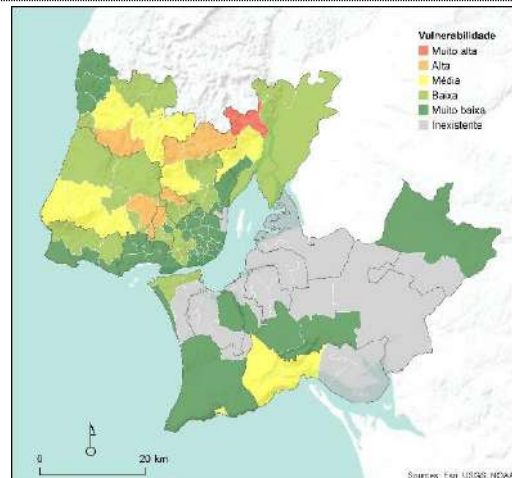 Vulnerabilidade
Muito alta
Alta
Média
Baixa
Muito baixa
Inexistente
0 20 km
Sources: Esri, USGS, NOAA